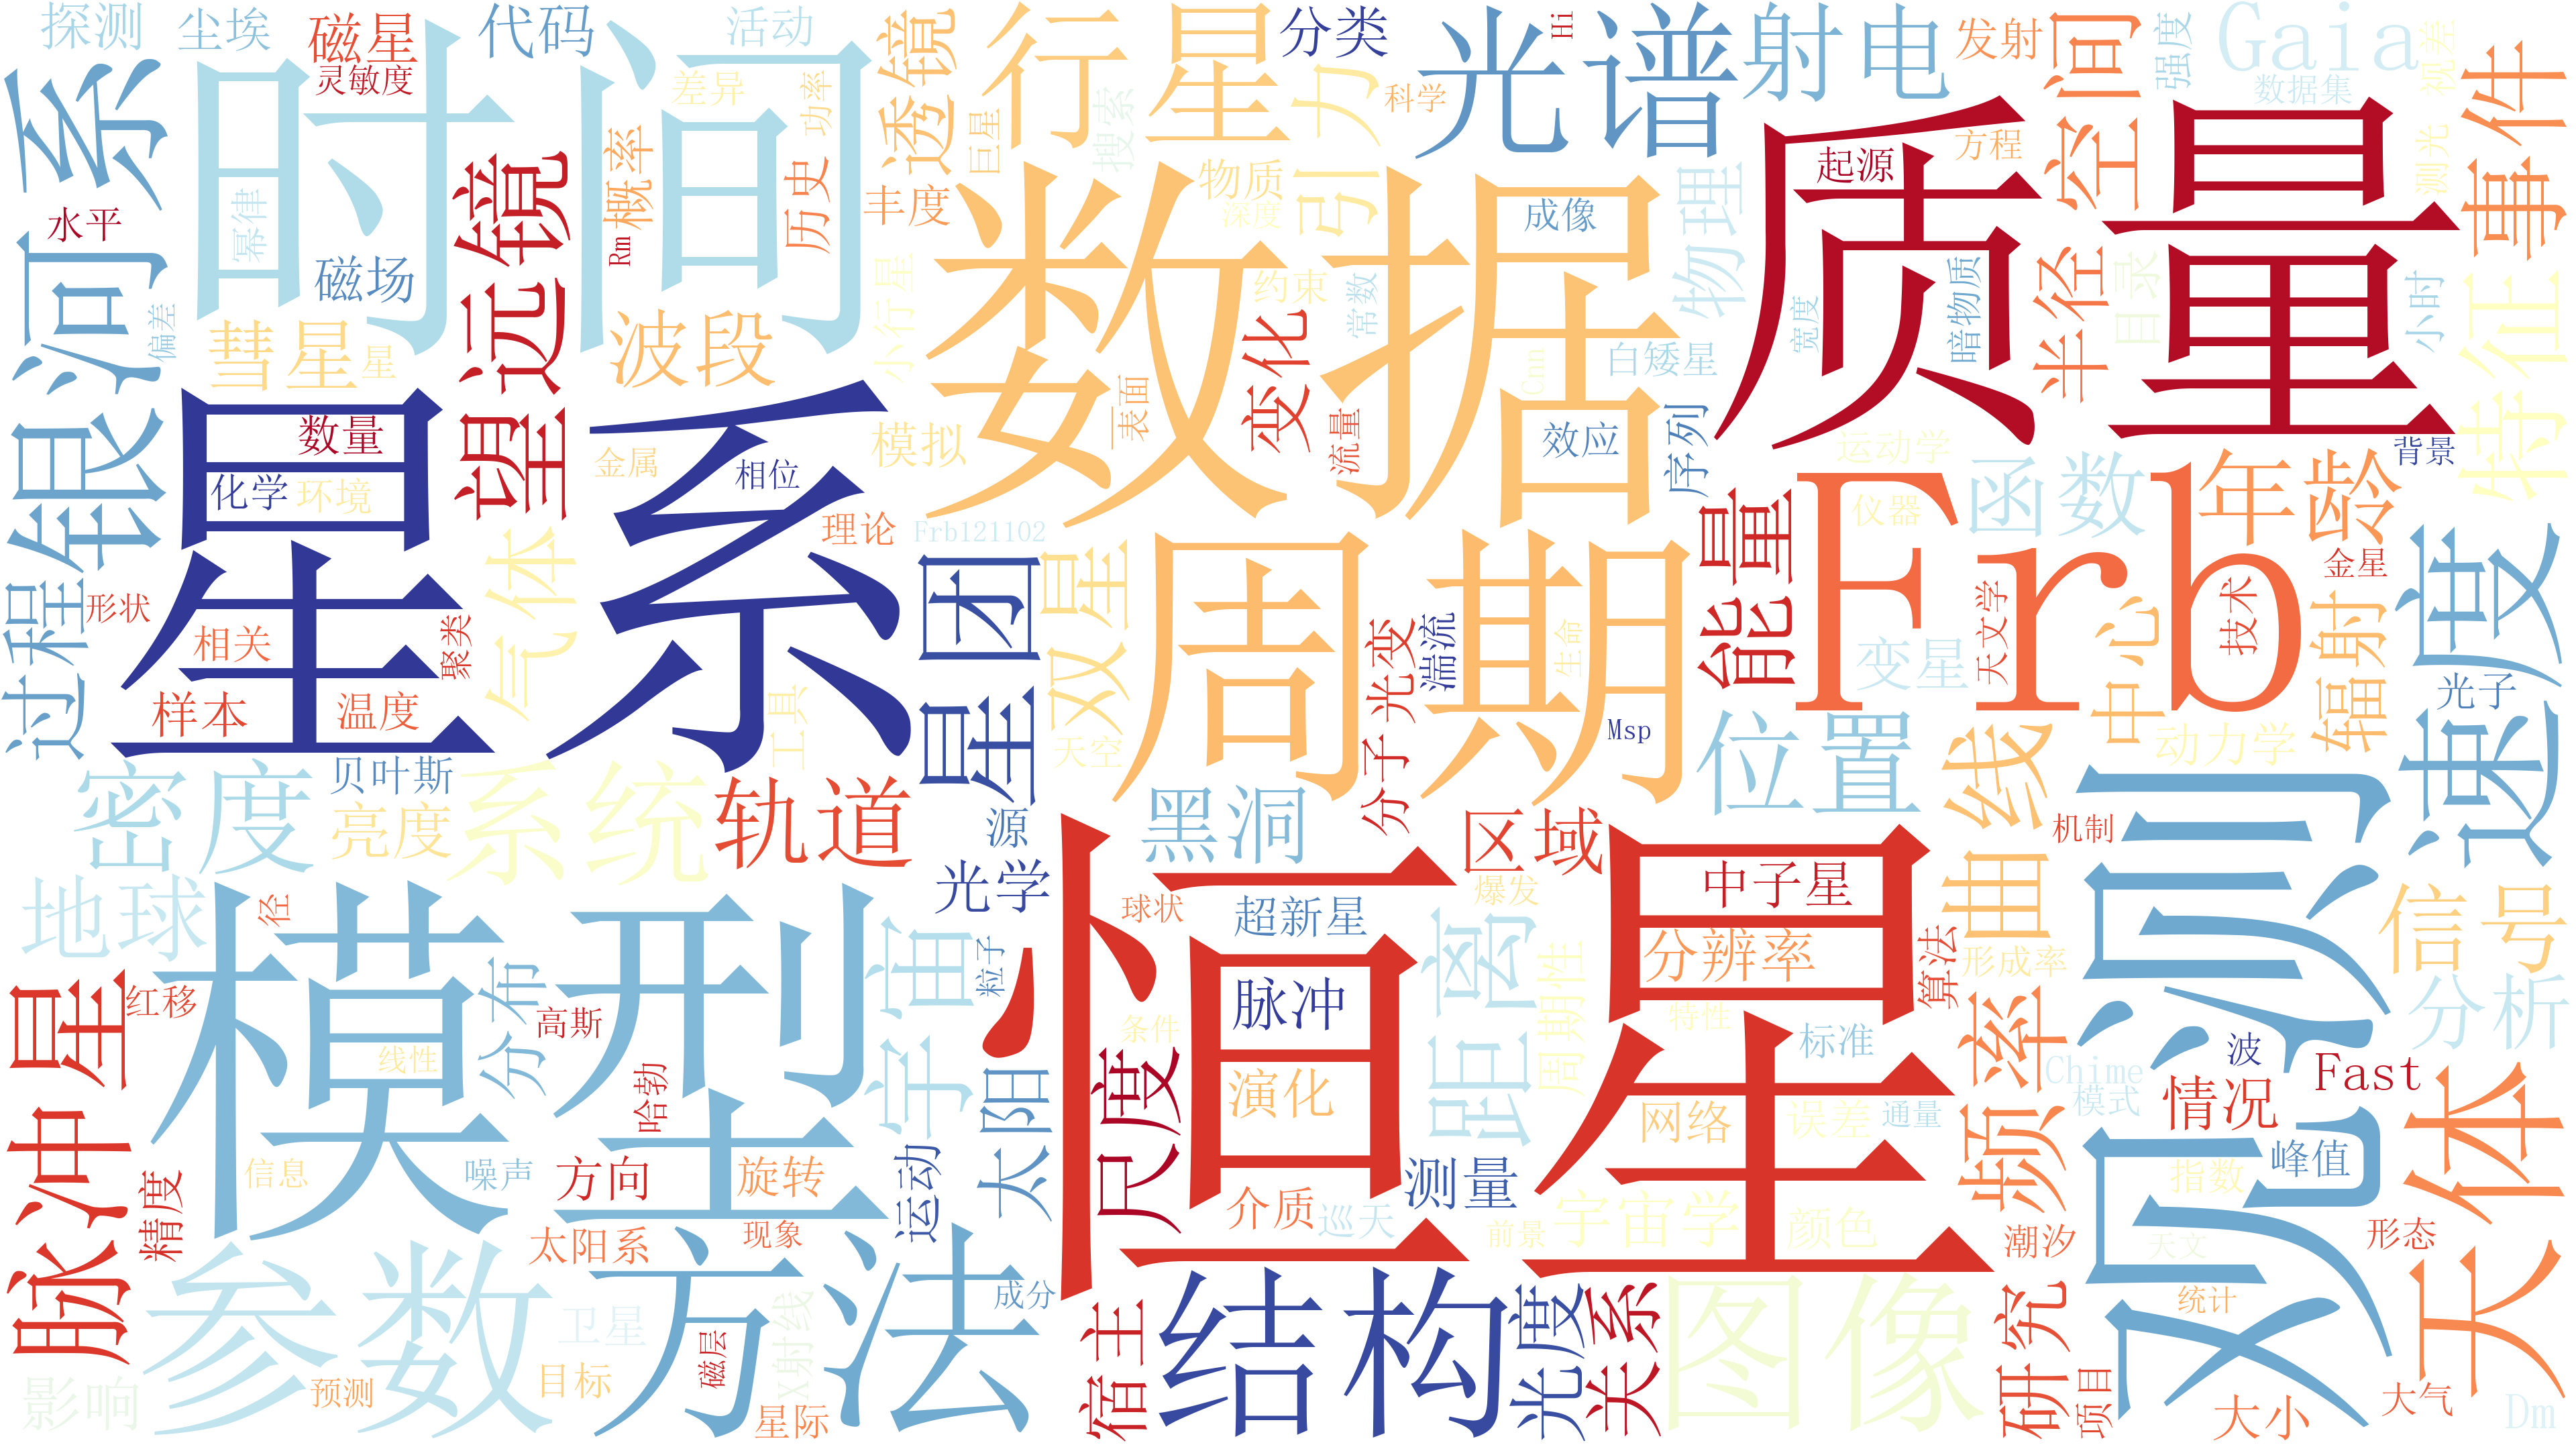 探测
尘埃
磁星
灵敏度
代码
活动
透镜
行星
分类
光谱
Hi
射电
发射
空间
强度
Gaia
视差
数据集
事件
银河系
时间
差异
功率
巨星
搜索
引力
科学
质量
起源
方程
测光
水平
幂律
望远镜
Rm
概率
历史
丰度
物质
深度
数据
成像
物理
半径
目录
小时
特征
磁场
偏差
彗星
星
波段
小行星
约束
常数
变化
宽度
暗物质
白矮星
Cnn
表面
流量
效应
序列
运动学
背景
星系
数量
化学
环境
金属
相位
模拟
理论
Frb121102
Frb
仪器
函数
年龄
金星
速度
过程
形状
相关
聚类
样本
温度
气体
工具
星团
双星
天空
周期
分子
光变
湍流
生命
Msp
能量
变星
天文学
技术
中心
辐射
光子
动力学
位置
曲线
密度
贝叶斯
亮度
系统
轨道
源
黑洞
区域
机制
观测
地球
径
模型
光学
球状
恒星
超新星
爆发
中子星
分辨率
算法
形成率
信号
分析
脉冲星
红移
分布
高斯
宇宙
粒子
脉冲
距离
周期性
特性
标准
频率
波
Chime
模式
情况
Fast
天体
线性
哈勃
太阳
尺度
条件
演化
网络
误差
通量
峰值
指数
精度
信息
噪声
方向
旋转
运动
测量
介质
巡天
前景
宇宙学
颜色
潮汐
天文
形态
太阳系
现象
参数
方法
卫星
磁层
X射线
成分
宿主
结构
光度
关系
图像
研究
统计
影响
预测
目标
星际
项目
大小
大气
Dm